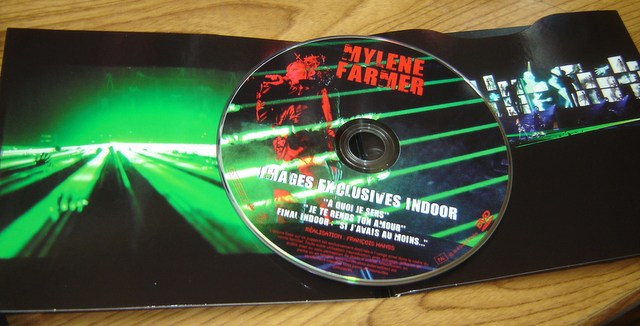 MYLENE
FARMER
IMAGES EXCLUSIVES INDOOR
"A QUOI JE SERS"
"JE TE RENDS TON AMOUR"
FINAL INDOOR : "SI J'AVAIS AU MOINS..."
RÉALISATION : FRANÇOIS HANSS